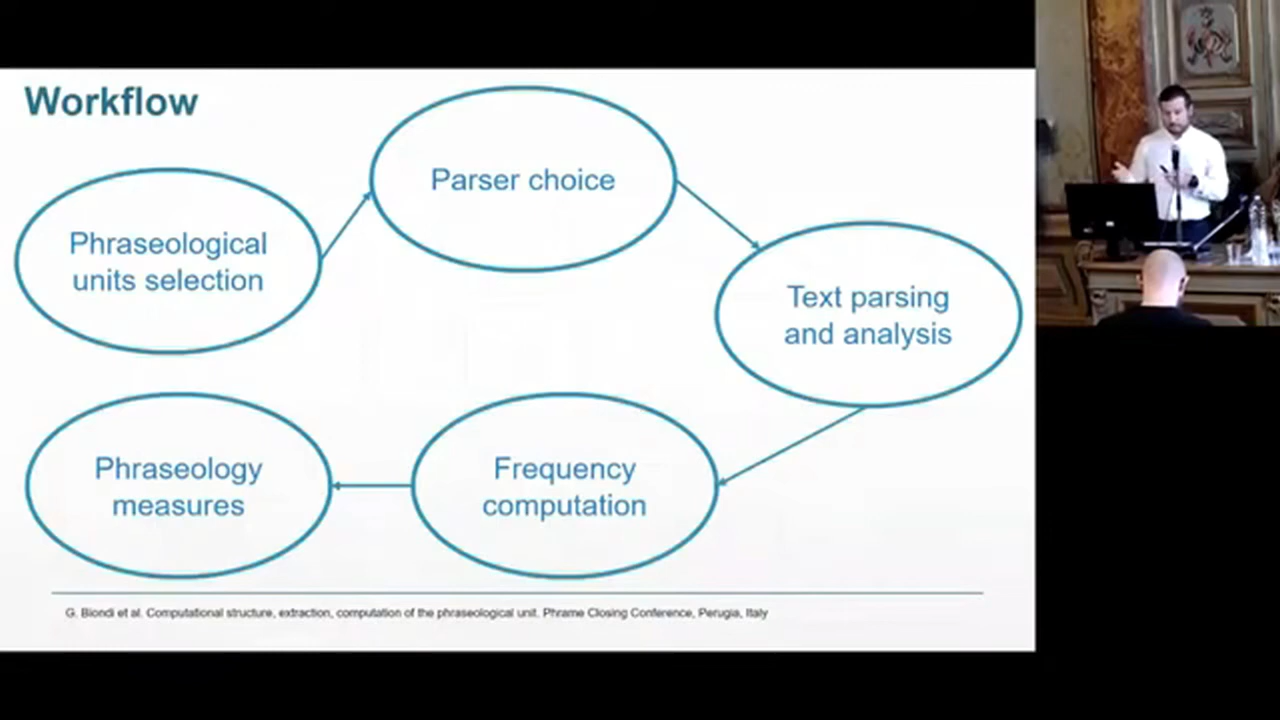 Workflow
Phraseological
units selection
Parser choice
Text parsing
and analysis
Frequency
computation
Phraseology
measures
G. Biondi et al. Computational structure, extraction, computation of the phraseological unit. Phrame Closing Conference, Perugia, Italy